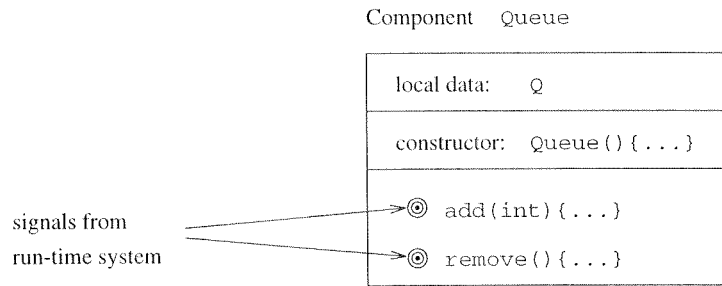 Component Queue
local data: Q
constructor: Queue(){...}
add(int){...}
signals from
run-time system
remove(){...}